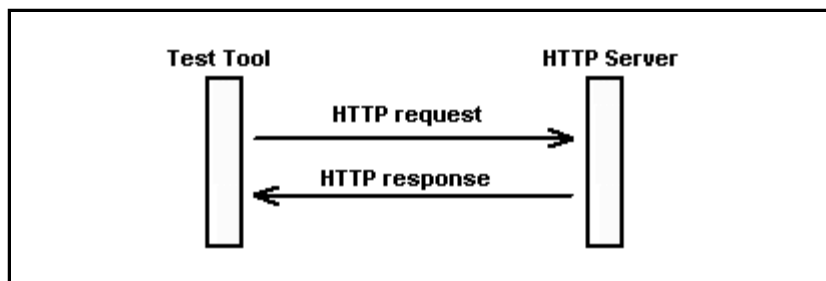 Test Tool
HTTP Server
HTTP request
HTTP response